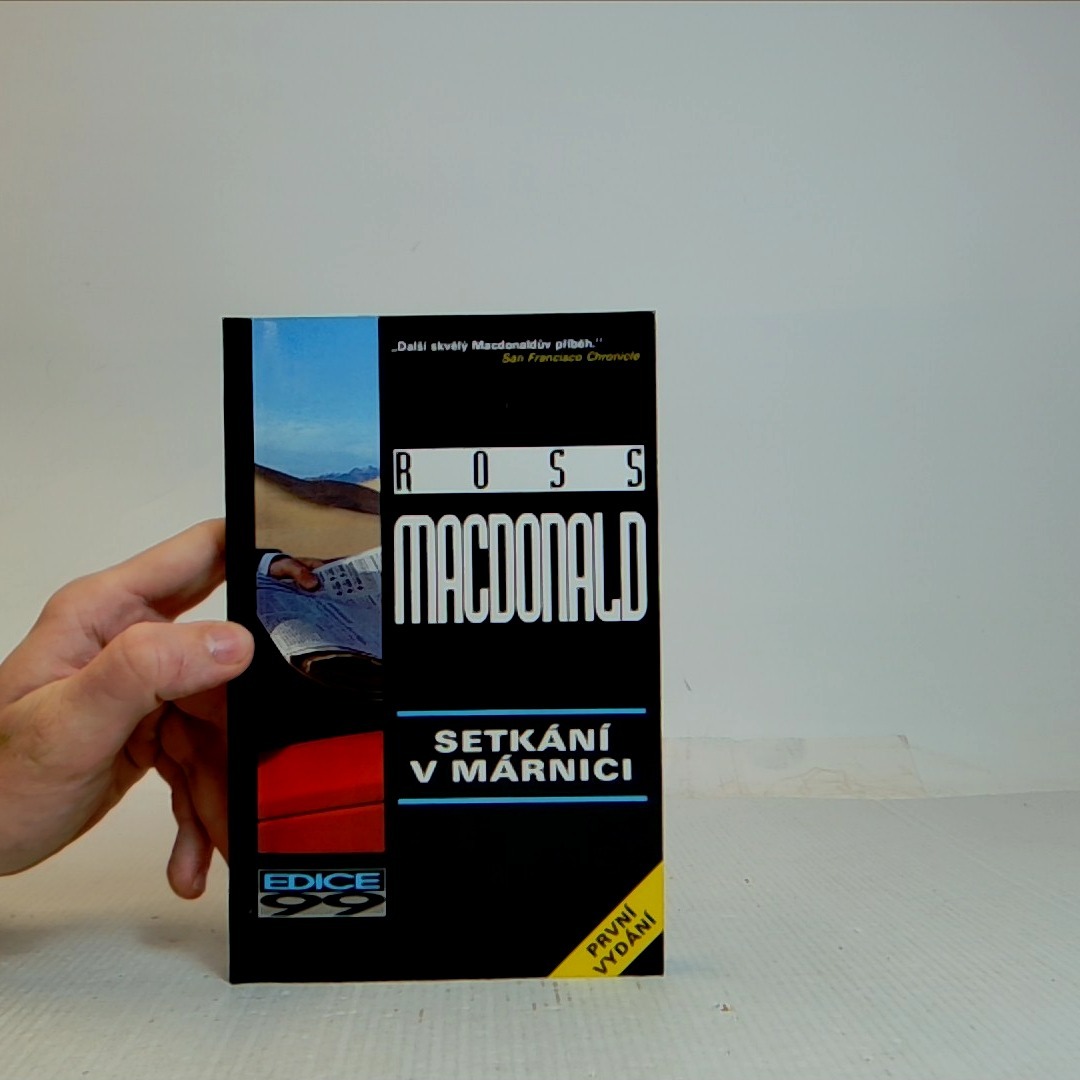 „Další skvělý Macdonaldův příběh."
San Francisco Chronicle
ROSS
MACDONALD
SETKÁNÍ
V MÁRNICI
EDICE
99
PRVNÍ
VYDÁNÍ